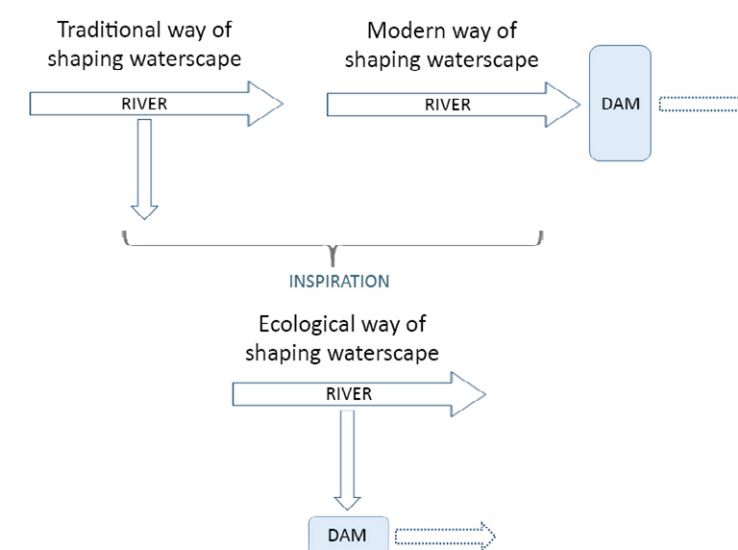 Traditional way of
shaping waterscape
RIVER
Modern way of
shaping waterscape
RIVER
DAM
INSPIRATION
Ecological way of
shaping waterscape
RIVER
DAM